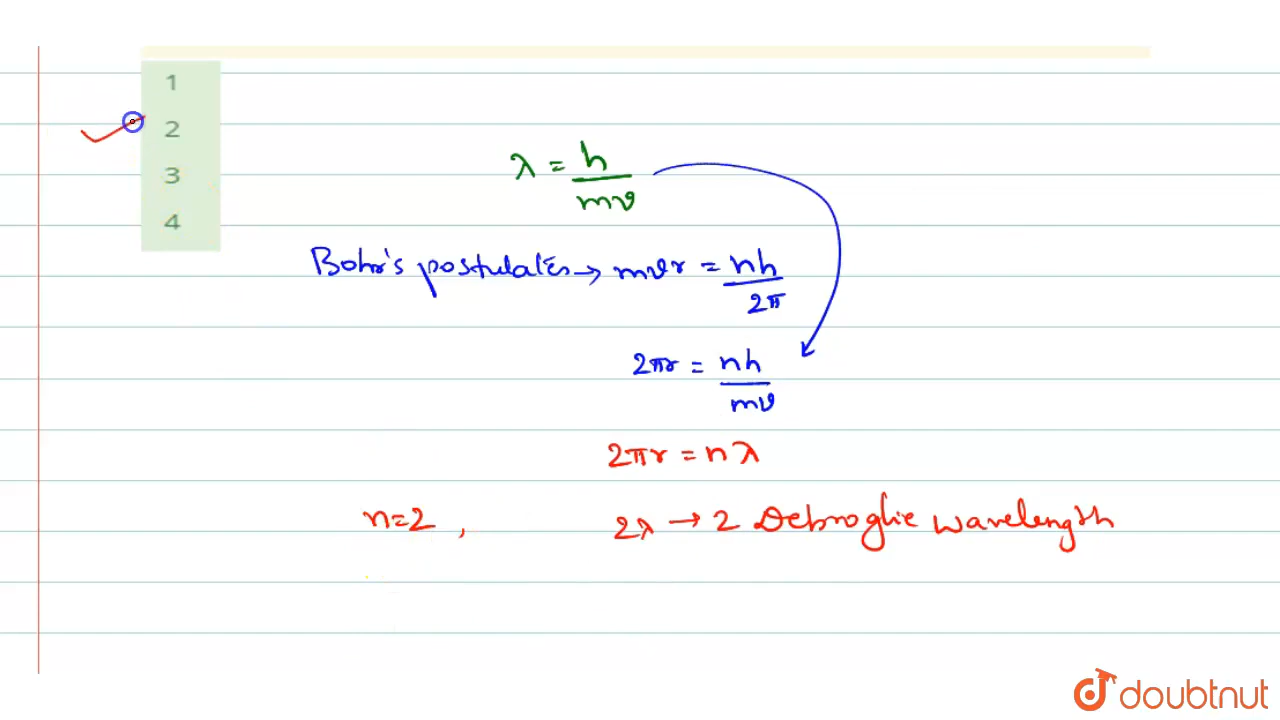 1
2
3
4
λ = h/mv
Bohr's postulates → mvr = nh/2π
2πr = nh/mv
2πr = nλ
n=2 , 2λ → 2 Debroglie wavelength
doubtnut